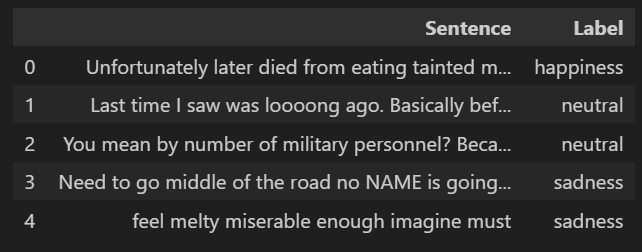 Sentence Label
0 Unfortunately later died from eating tainted m... happiness
1 Last time I saw was loooong ago. Basically bef... neutral
2 You mean by number of military personnel? Beca... neutral
3 Need to go middle of the road no NAME is going... sadness
4 feel melty miserable enough imagine must sadness